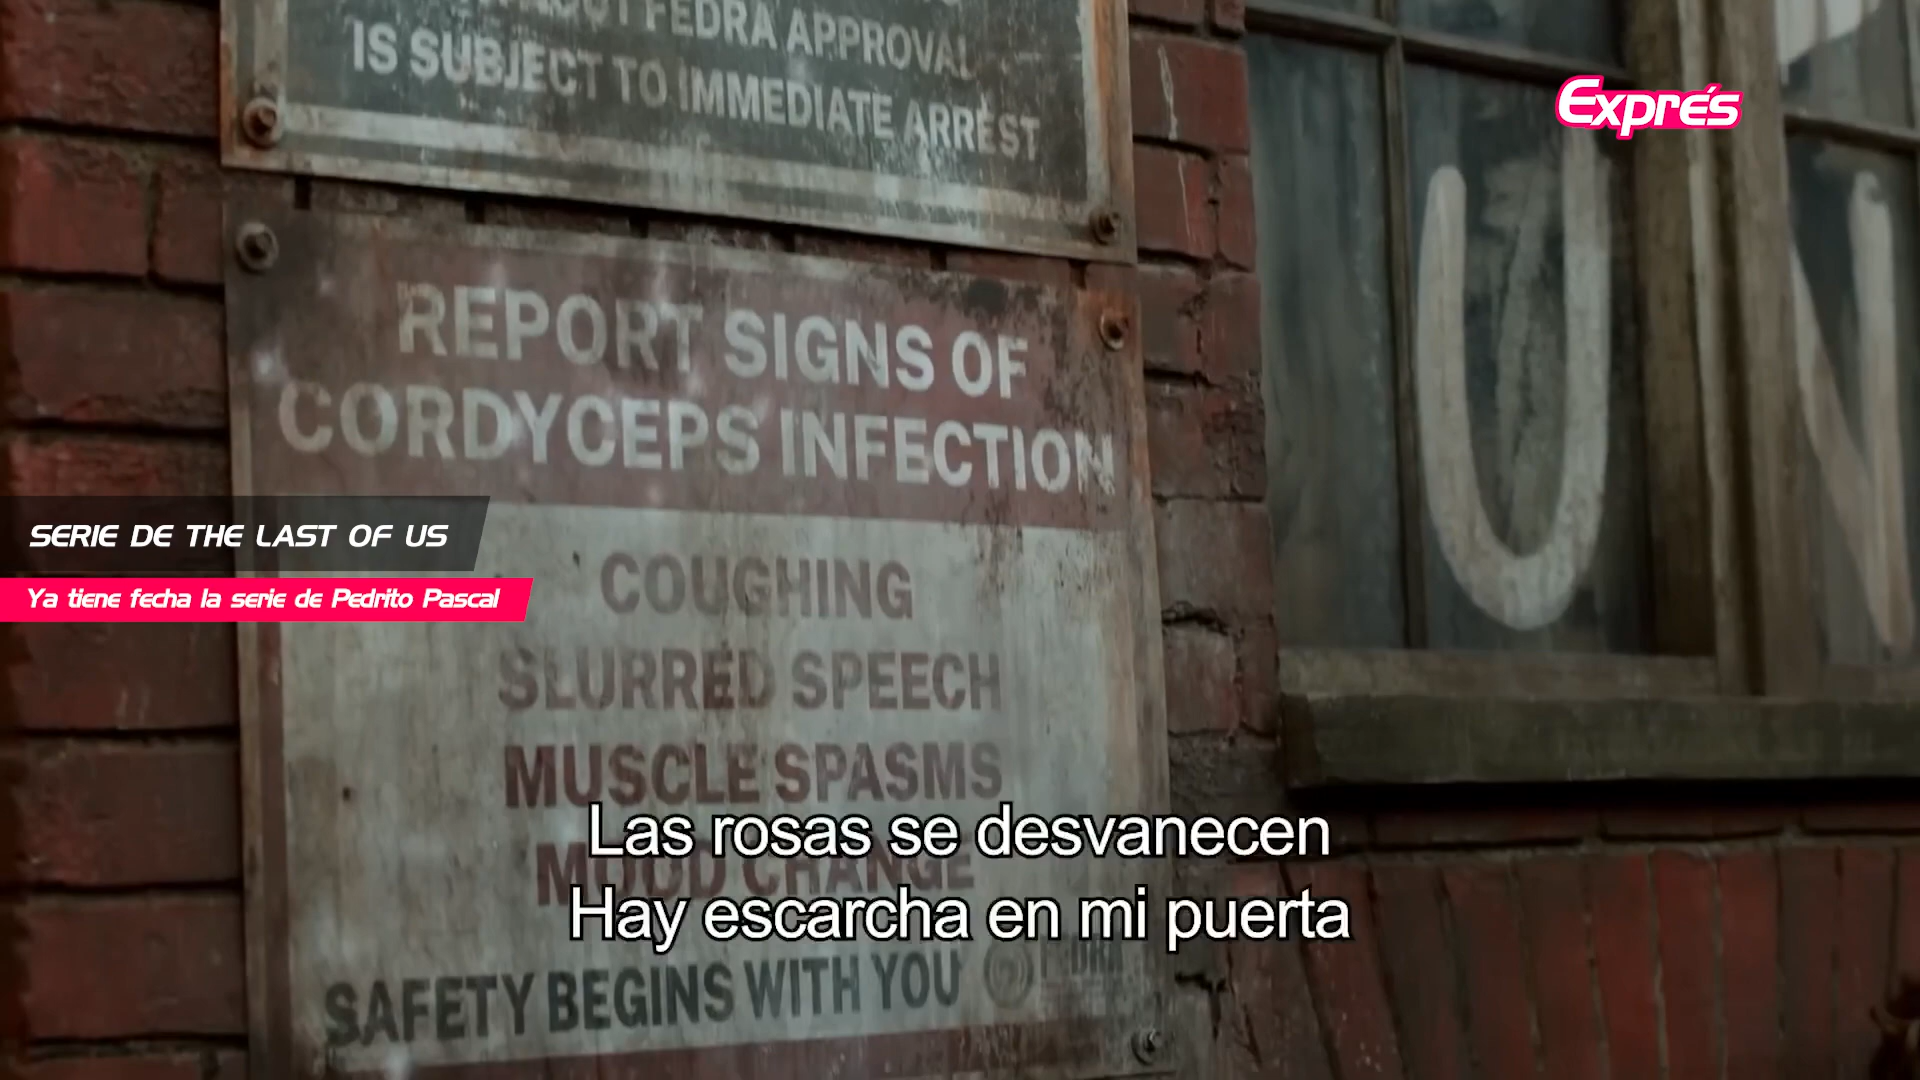 FEDRA APPROVAL
IS SUBJECT TO IMMEDIATE ARREST
Exprés
UN
REPORT SIGNS OF
CORDYCEPS INFECTION
SERIE DE THE LAST OF US
Ya tiene fecha la serie de Pedrito Pascal
COUGHING
SLURRED SPEECH
MUSCLE SPASMS
MOOD CHANGE
Las rosas se desvanecen
Hay escarcha en mi puerta
SAFETY BEGINS WITH YOU
FEDRA